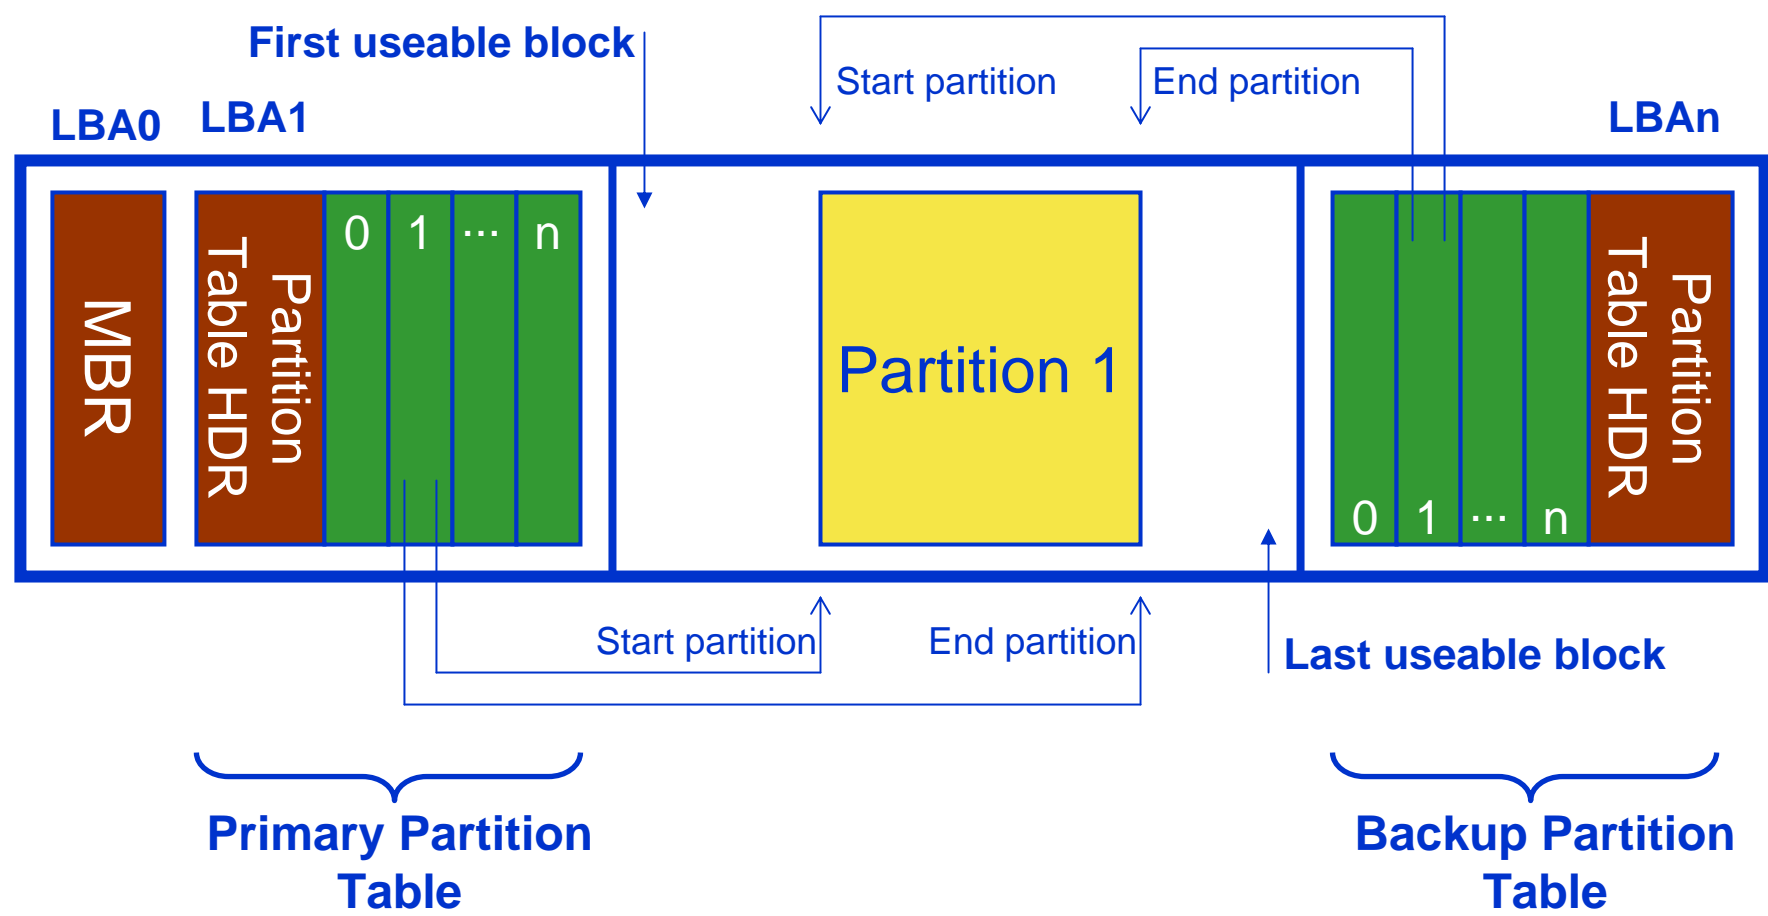 First useable block
Start partition
End partition
LBA0
LBA1
LBAn
MBR
Partition
Table HDR
0 1 ... n
Partition 1
0 1 ... n
Partition
Table HDR
Start partition
End partition
Last useable block
Primary Partition
Table
Backup Partition
Table